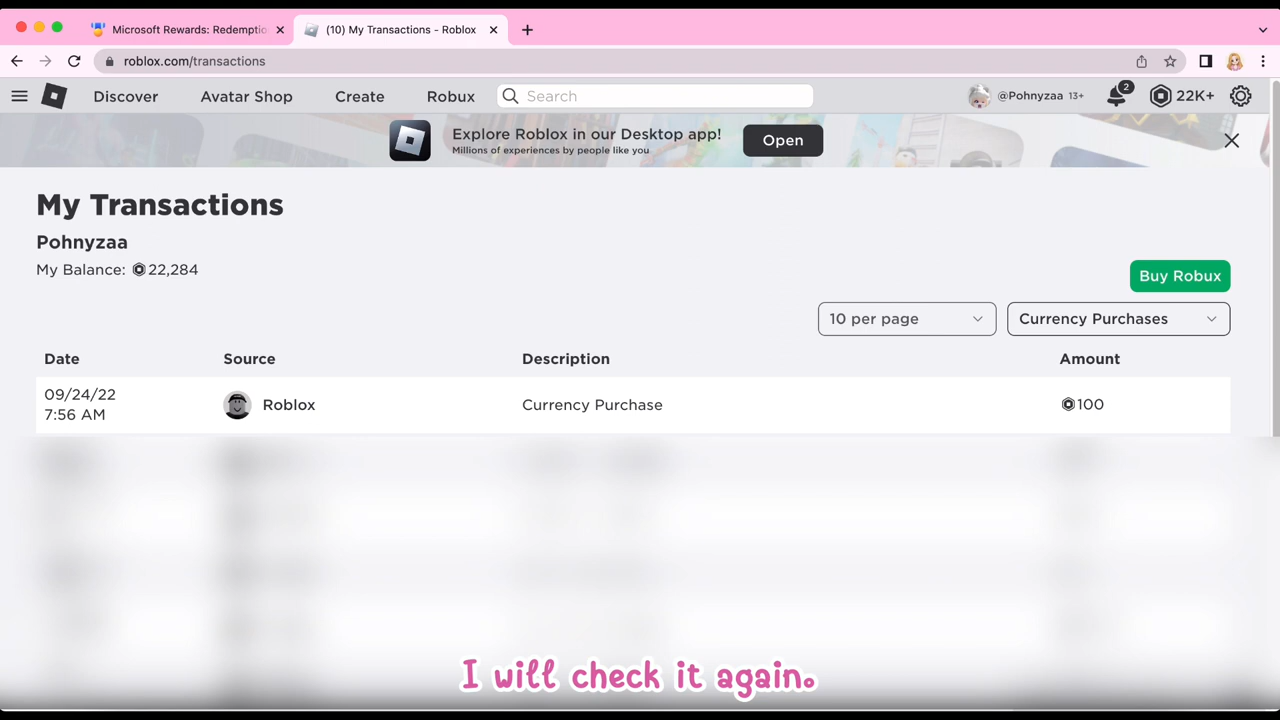 Microsoft Rewards: Redemptio
(10) My Transactions - Roblox
roblox.com/transactions
Discover
Avatar Shop
Create
Robux
Search
@Pohnyzaa 13+
2
22K+
Explore Roblox in our Desktop app!
Millions of experiences by people like you
Open
My Transactions
Pohnyzaa
My Balance: 22,284
Buy Robux
10 per page
Currency Purchases
Date
Source
Description
Amount
09/24/22
7:56 AM
Roblox
Currency Purchase
100
I will check it again.